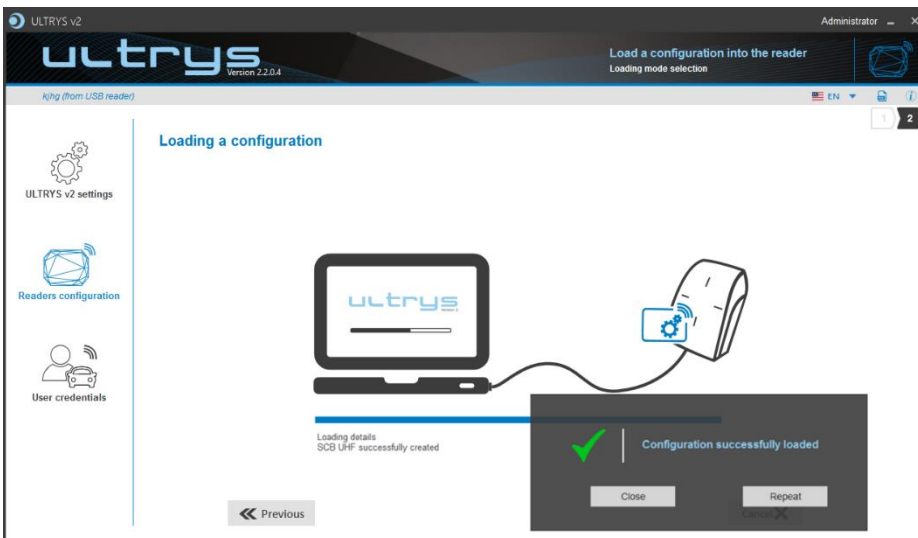 ULTRYS v2
Administrator
ultrys
Version 2.2.0.4
Load a configuration into the reader
Loading mode selection
kjhg (from USB reader)
EN
1 2
Loading a configuration
ULTRYS v2 settings
Readers configuration
User credentials
ultrys
Loading details
SCB UHF successfully created
Configuration successfully loaded
Close
Repeat
Previous
Cancel